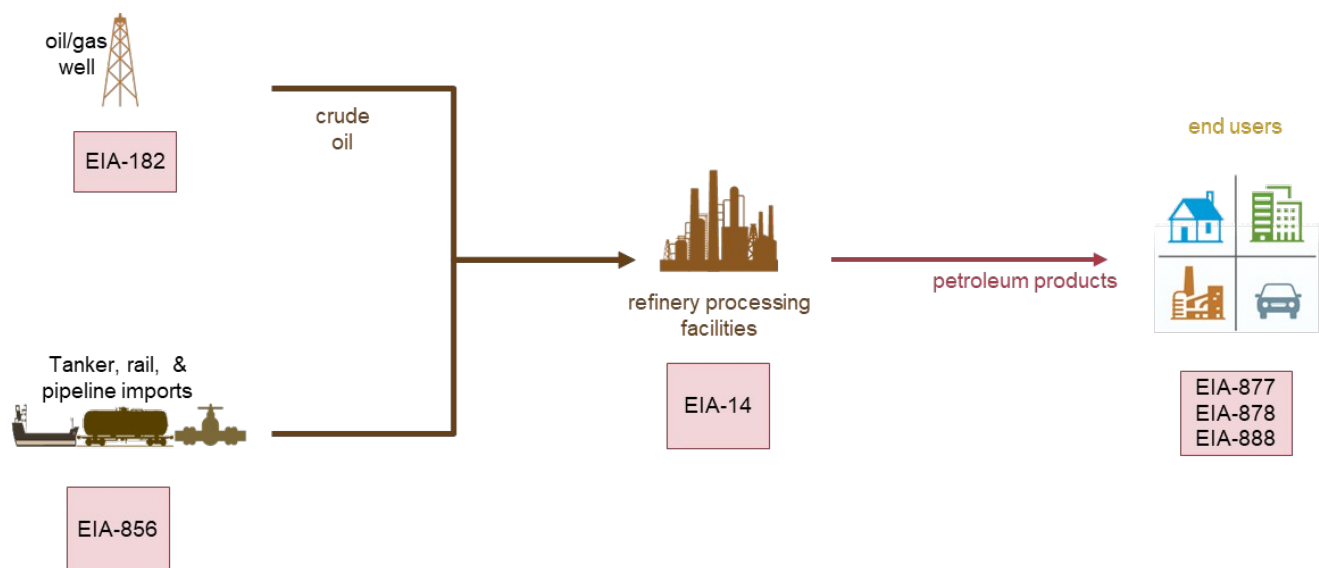 oil/gas
well
EIA-182
crude
oil
Tanker, rail, &
pipeline imports
EIA-856
refinery processing
facilities
EIA-14
petroleum products
end users
EIA-877
EIA-878
EIA-888